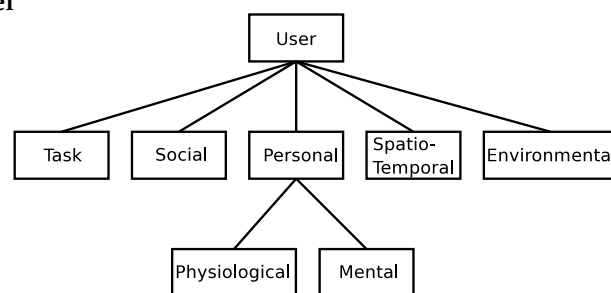 User
Task
Social
Personal
Spatio-
Temporal
Environmenta
Physiological
Mental